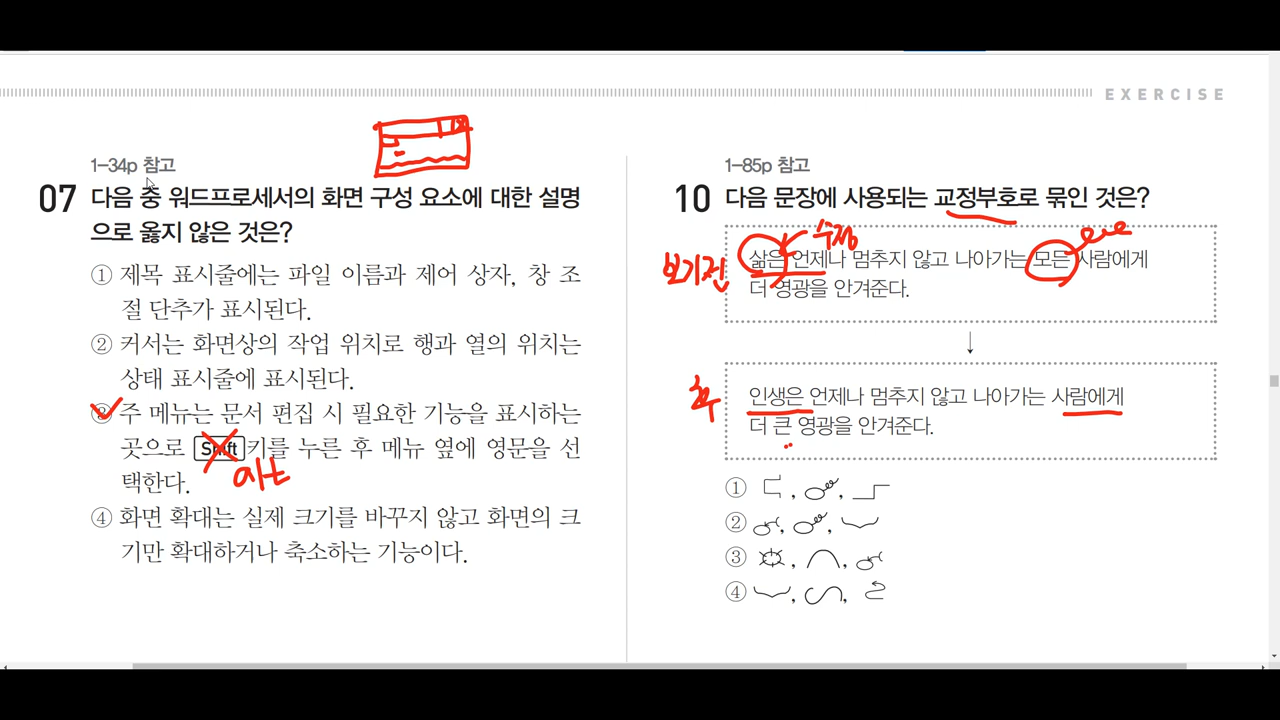 EXERCISE
1-34p 참고
07 다음 중 워드프로세서의 화면 구성 요소에 대한 설명
으로 옳지 않은 것은?
① 제목 표시줄에는 파일 이름과 제어 상자, 창 조
절 단추가 표시된다.
② 커서는 화면상의 작업 위치로 행과 열의 위치는
상태 표시줄에 표시된다.
③ 주 메뉴는 문서 편집 시 필요한 기능을 표시하는
곳으로 Shift 키를 누른 후 메뉴 옆에 영문을 선
택한다.
alt
④ 화면 확대는 실제 크기를 바꾸지 않고 화면의 크
기만 확대하거나 축소하는 기능이다.
1-85p 참고
10 다음 문장에 사용되는 교정부호로 묶인 것은?
수정
보기전
삶은 언제나 멈추지 않고 나아가는 모든 사람에게
더 영광을 안겨준다.
↓
후
인생은 언제나 멈추지 않고 나아가는 사람에게
더 큰 영광을 안겨준다.
①
②
③
④